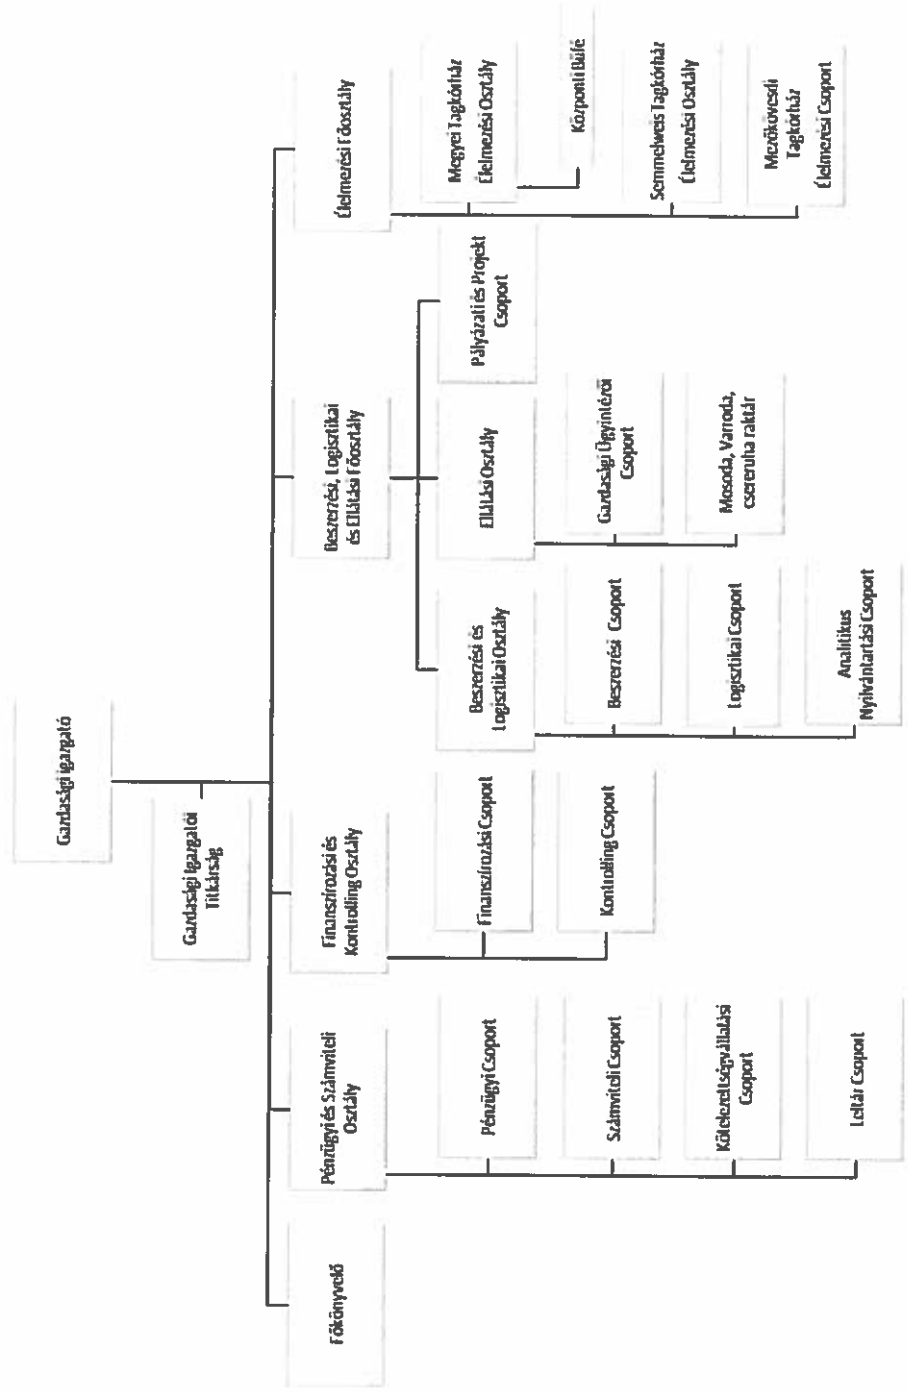 Gazdasági igazgató
Gazdasági Igazgatói
Titkárság
Főkönyvelő
Pénzügyi és Számviteli
Osztály
Pénzügyi Csoport
Számviteli Csoport
Kötelezettségvállalási
Csoport
Leltár Csoport
Finanszírozási és
Kontrolling Osztály
Finanszírozási Csoport
Kontrolling Csoport
Beszerzési, Logisztikai
és Ellátási Főosztály
Beszerzési és
Logisztikai Osztály
Beszerzési Csoport
Logisztikai Csoport
Analitikus
Nyilvántartási Csoport
Ellátási Osztály
Gazdasági Ügyintézői
Csoport
Mosoda, Varroda,
csereruha raktár
Pályázati és Projekt
Csoport
Élelmezési Főosztály
Megyei Tagkórház
Élelmezési Osztály
Központi Büfé
Semmelweis Tagkórház
Élelmezési Osztály
Mezőkövesdi
Tagkórház
Élelmezési Csoport